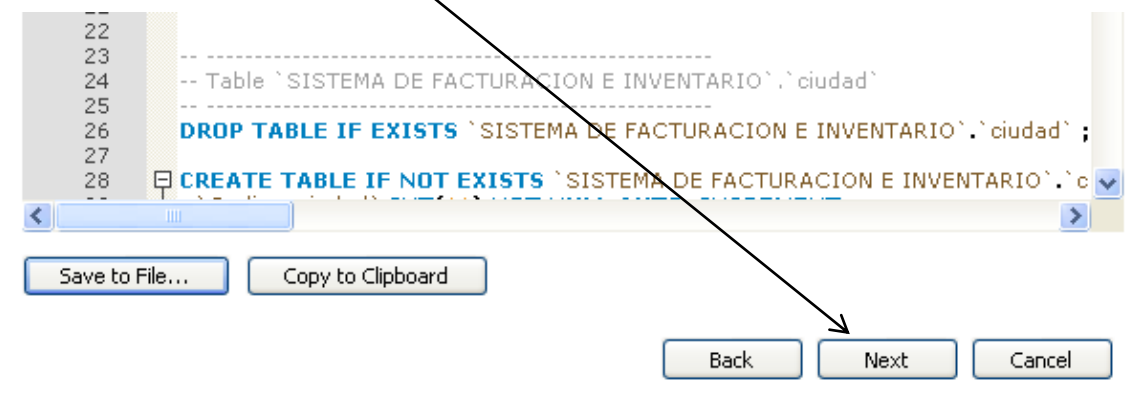 22
23 -- --------------------------------------------------------
24 -- Table `SISTEMA DE FACTURACION E INVENTARIO`.`ciudad`
25 -- --------------------------------------------------------
26 DROP TABLE IF EXISTS `SISTEMA DE FACTURACION E INVENTARIO`.`ciudad` ;
27
28 CREATE TABLE IF NOT EXISTS `SISTEMA DE FACTURACION E INVENTARIO`.`c
Save to File... Copy to Clipboard
Back Next Cancel